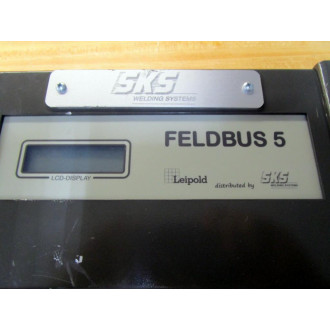 SKS
WELDING SYSTEMS
FELDBUS 5
LCD-DISPLAY
Leipold distributed by SKS